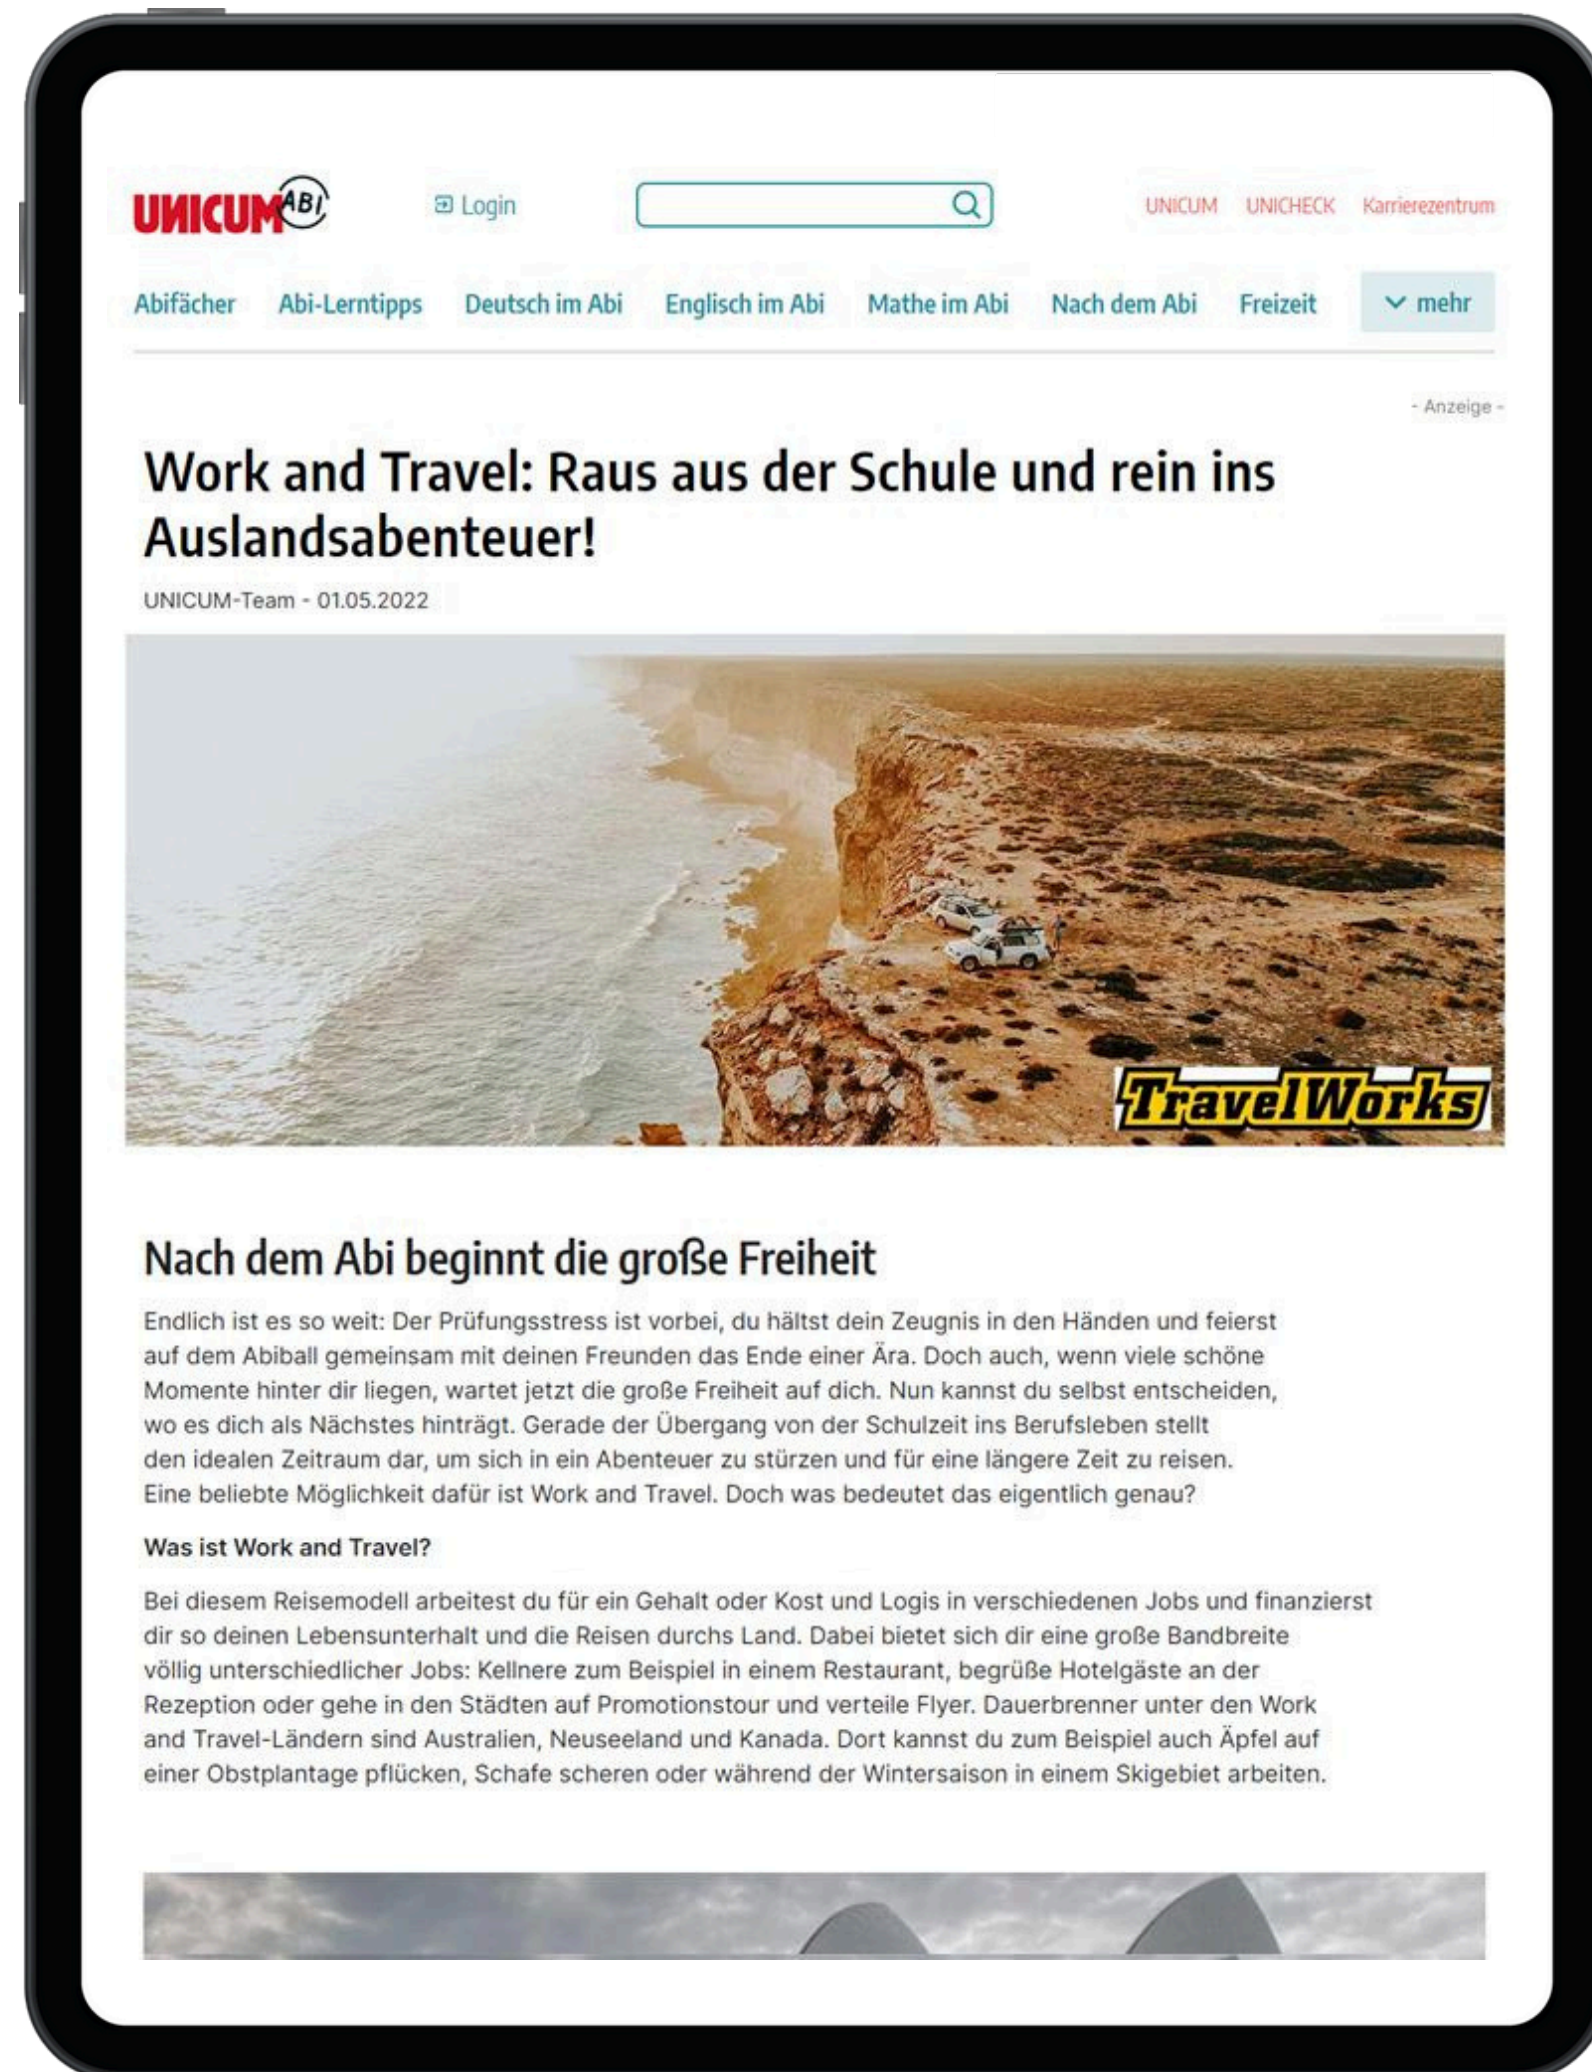 UNICUM ABI
Login
UNICUM UNICHECK Karrierezentrum
Abifächer Abi-Lerntipps Deutsch im Abi Englisch im Abi Mathe im Abi Nach dem Abi Freizeit mehr
- Anzeige -
Work and Travel: Raus aus der Schule und rein ins
Auslandsabenteuer!
UNICUM-Team - 01.05.2022
TravelWorks
Nach dem Abi beginnt die große Freiheit
Endlich ist es so weit: Der Prüfungsstress ist vorbei, du hältst dein Zeugnis in den Händen und feierst
auf dem Abiball gemeinsam mit deinen Freunden das Ende einer Ära. Doch auch, wenn viele schöne
Momente hinter dir liegen, wartet jetzt die große Freiheit auf dich. Nun kannst du selbst entscheiden,
wo es dich als Nächstes hinträgt. Gerade der Übergang von der Schulzeit ins Berufsleben stellt
den idealen Zeitraum dar, um sich in ein Abenteuer zu stürzen und für eine längere Zeit zu reisen.
Eine beliebte Möglichkeit dafür ist Work and Travel. Doch was bedeutet das eigentlich genau?
Was ist Work and Travel?
Bei diesem Reisemodell arbeitest du für ein Gehalt oder Kost und Logis in verschiedenen Jobs und finanzierst
dir so deinen Lebensunterhalt und die Reisen durchs Land. Dabei bietet sich dir eine große Bandbreite
völlig unterschiedlicher Jobs: Kellnere zum Beispiel in einem Restaurant, begrüße Hotelgäste an der
Rezeption oder gehe in den Städten auf Promotionstour und verteile Flyer. Dauerbrenner unter den Work
and Travel-Ländern sind Australien, Neuseeland und Kanada. Dort kannst du zum Beispiel auch Äpfel auf
einer Obstplantage pflücken, Schafe scheren oder während der Wintersaison in einem Skigebiet arbeiten.